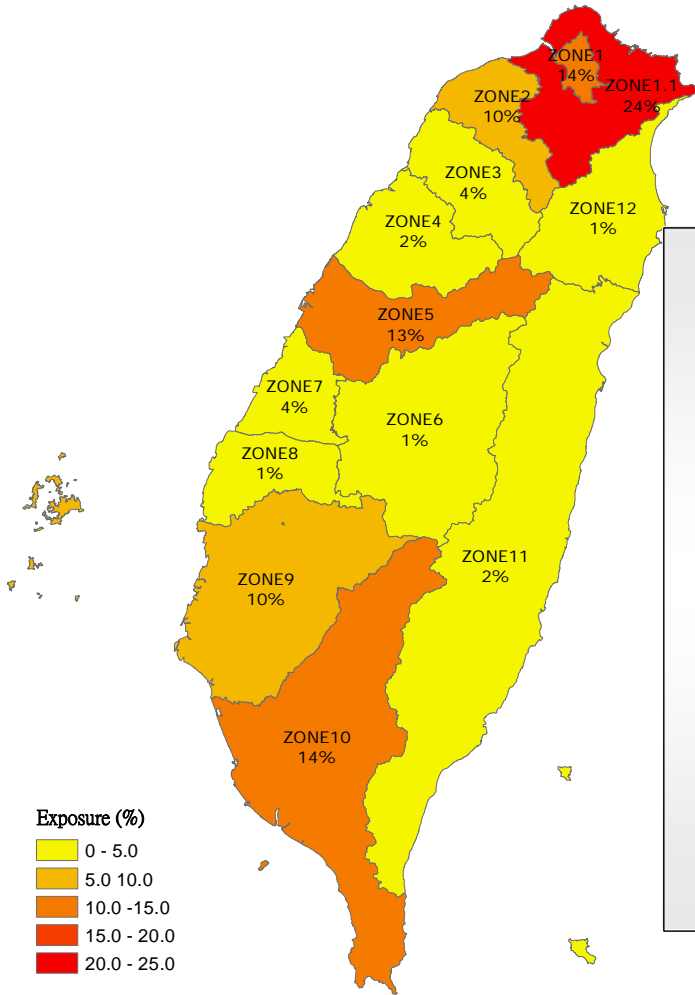 ZONE1
14%
ZONE1.1
24%
ZONE2
10%
ZONE3
4%
ZONE12
1%
ZONE4
2%
ZONE5
13%
ZONE7
4%
ZONE6
1%
ZONE8
1%
ZONE11
2%
ZONE9
10%
ZONE10
14%
Exposure (%)
0 - 5.0
5.0 10.0
10.0 -15.0
15.0 - 20.0
20.0 - 25.0